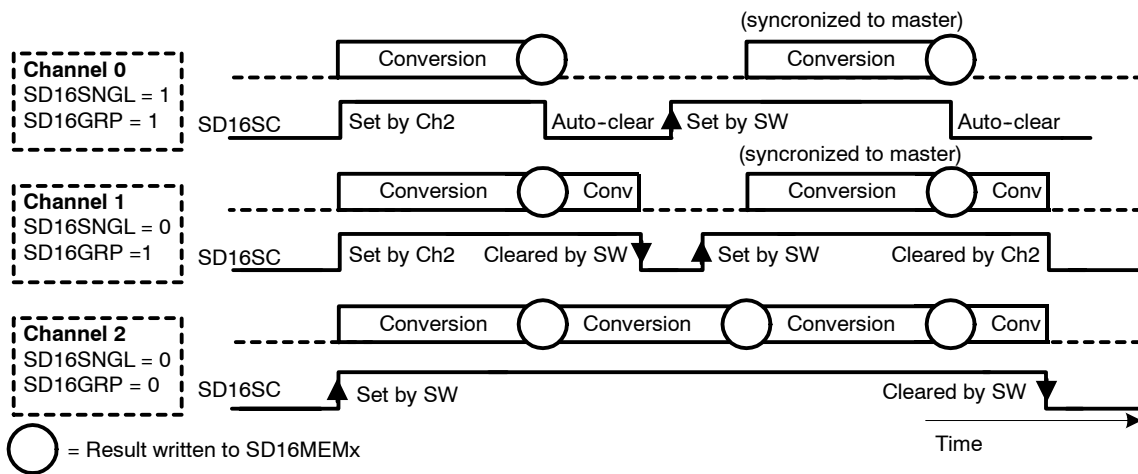 (syncronized to master)
Conversion
Conversion
Channel 0
SD16SNGL = 1
SD16GRP = 1
SD16SC
Set by Ch2
Auto-clear
Set by SW
Auto-clear
(syncronized to master)
Conversion
Conv
Conversion
Conv
Channel 1
SD16SNGL = 0
SD16GRP =1
SD16SC
Set by Ch2
Cleared by SW
Set by SW
Cleared by Ch2
Conversion
Conversion
Conversion
Conv
Channel 2
SD16SNGL = 0
SD16GRP = 0
SD16SC
Set by SW
Cleared by SW
= Result written to SD16MEMx
Time